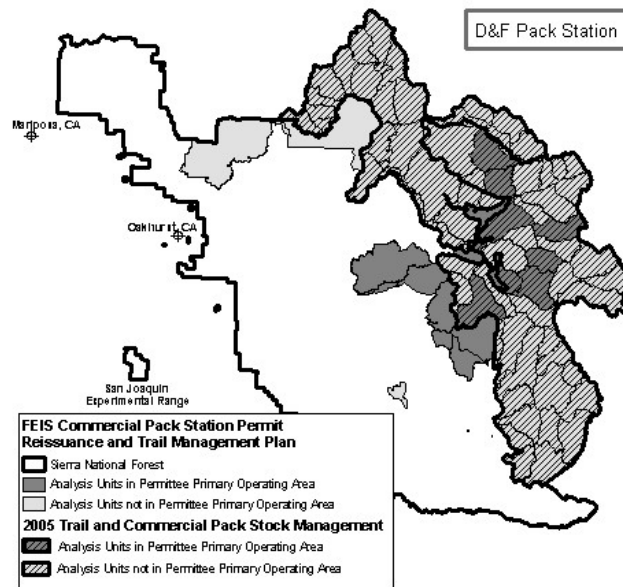 D&F Pack Station
Mariposa, CA
Oakhurst, CA
San Joaquin
Experimental Range
FEIS Commercial Pack Station Permit
Reissuance and Trail Management Plan
Sierra National Forest
Analysis Units in Permittee Primary Operating Area
Analysis Units not in Permittee Primary Operating Area
2005 Trail and Commercial Pack Stock Management
Analysis Units in Permittee Primary Operating Area
Analysis Units not in Permittee Primary Operating Area